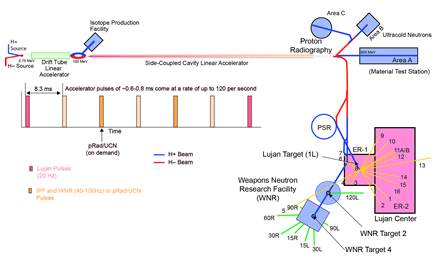 Isotope Production
Facility
H+
Source
H– Source
0.75 MeV
100 MeV
Drift Tube
Linear
Accelerator
Side-Coupled Cavity Linear Accelerator
800 MeV
Area C
Proton
Radiography
Area B
Ultracold Neutrons
Area A
(Material Test Station)
8.3 ms
Accelerator pulses of ~0.6-0.8 ms come at a rate of up to 120 per second
Time
pRad/UCN
(on demand)
H+ Beam
H– Beam
Lujan Pulses
(20 Hz)
IPF and WNR (40-100Hz) or pRad/UCN
Pulses
PSR
Lujan Target (1L)
ER-1
ER-2
Lujan Center
10
9
11A/B
12
13
14
15
16
1
2
7
Weapons Neutron
Research Facility
(WNR)
5
90R
60R
30R
15R
15L
30L
90L
120L
WNR Target 2
WNR Target 4